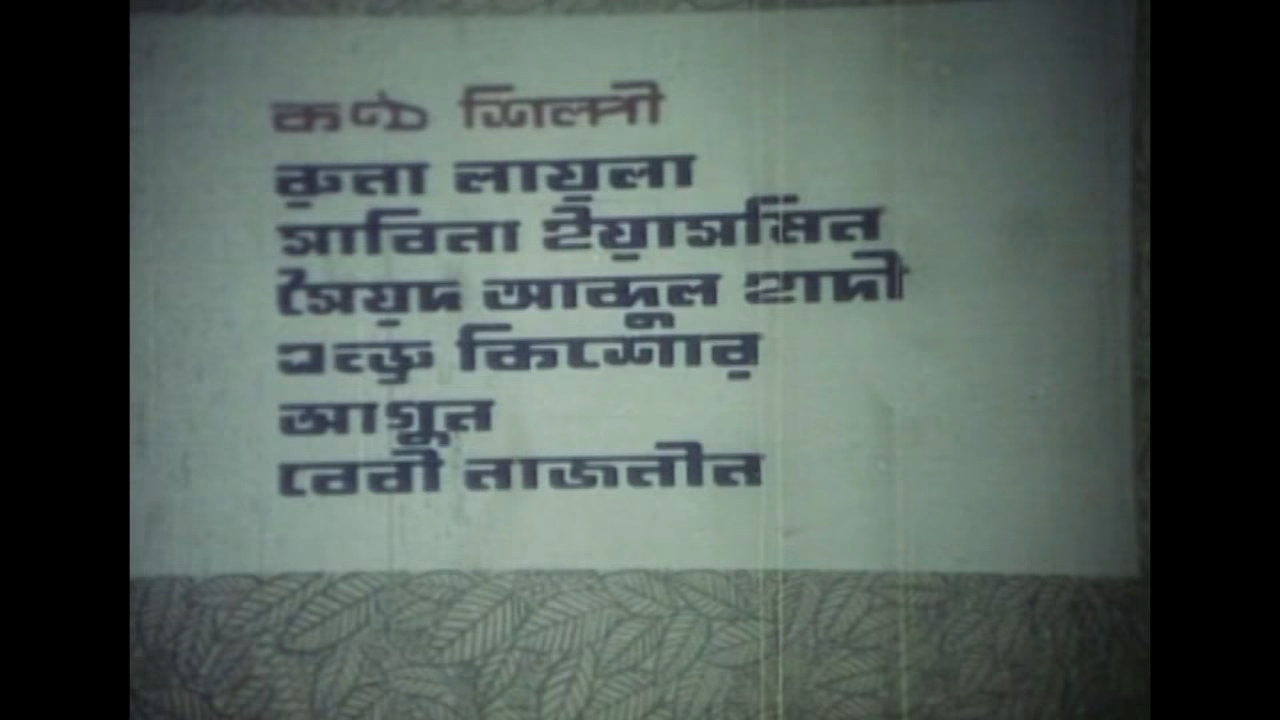 কণ্ঠ শিল্পী
রুনা লায়লা
সাবিনা ইয়াসমিন
সৈয়দ আব্দুল হাদী
এন্ড্রু কিশোর
আগুন
বেবী নাজনীন